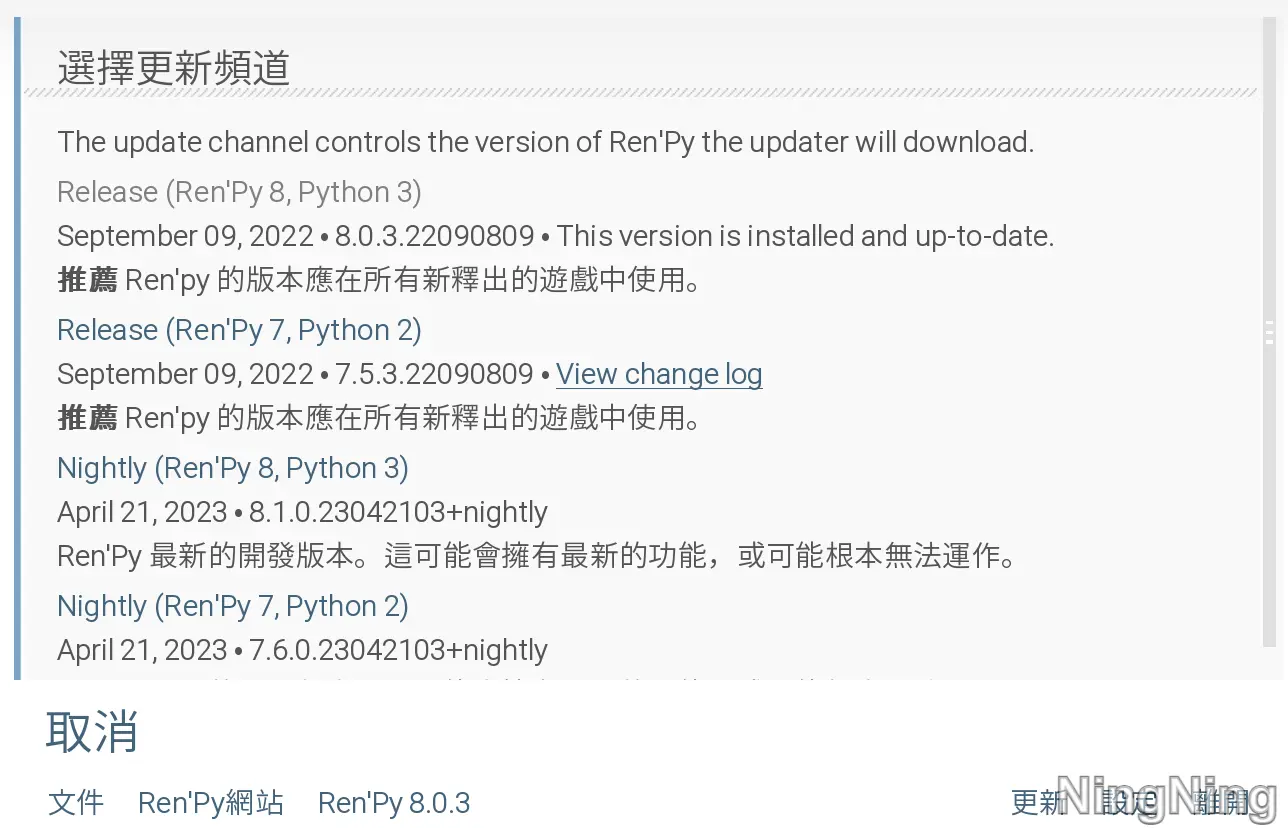 選擇更新頻道
The update channel controls the version of Ren'Py the updater will download.
Release (Ren'Py 8, Python 3)
September 09, 2022 • 8.0.3.22090809 • This version is installed and up-to-date.
推薦 Ren'py 的版本應在所有新釋出的遊戲中使用。
Release (Ren'Py 7, Python 2)
September 09, 2022 • 7.5.3.22090809 • View change log
推薦 Ren'py 的版本應在所有新釋出的遊戲中使用。
Nightly (Ren'Py 8, Python 3)
April 21, 2023 • 8.1.0.23042103+nightly
Ren'Py 最新的開發版本。這可能會擁有最新的功能，或可能根本無法運作。
Nightly (Ren'Py 7, Python 2)
April 21, 2023 • 7.6.0.23042103+nightly
取消
文件 Ren'Py網站 Ren'Py 8.0.3 更新 設定 離開
NingNing